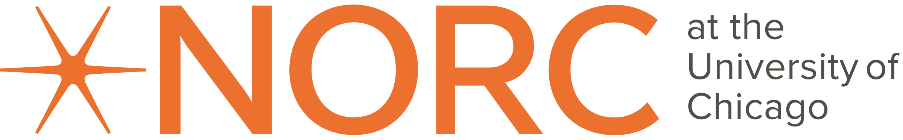 NORC
at the
University of
Chicago